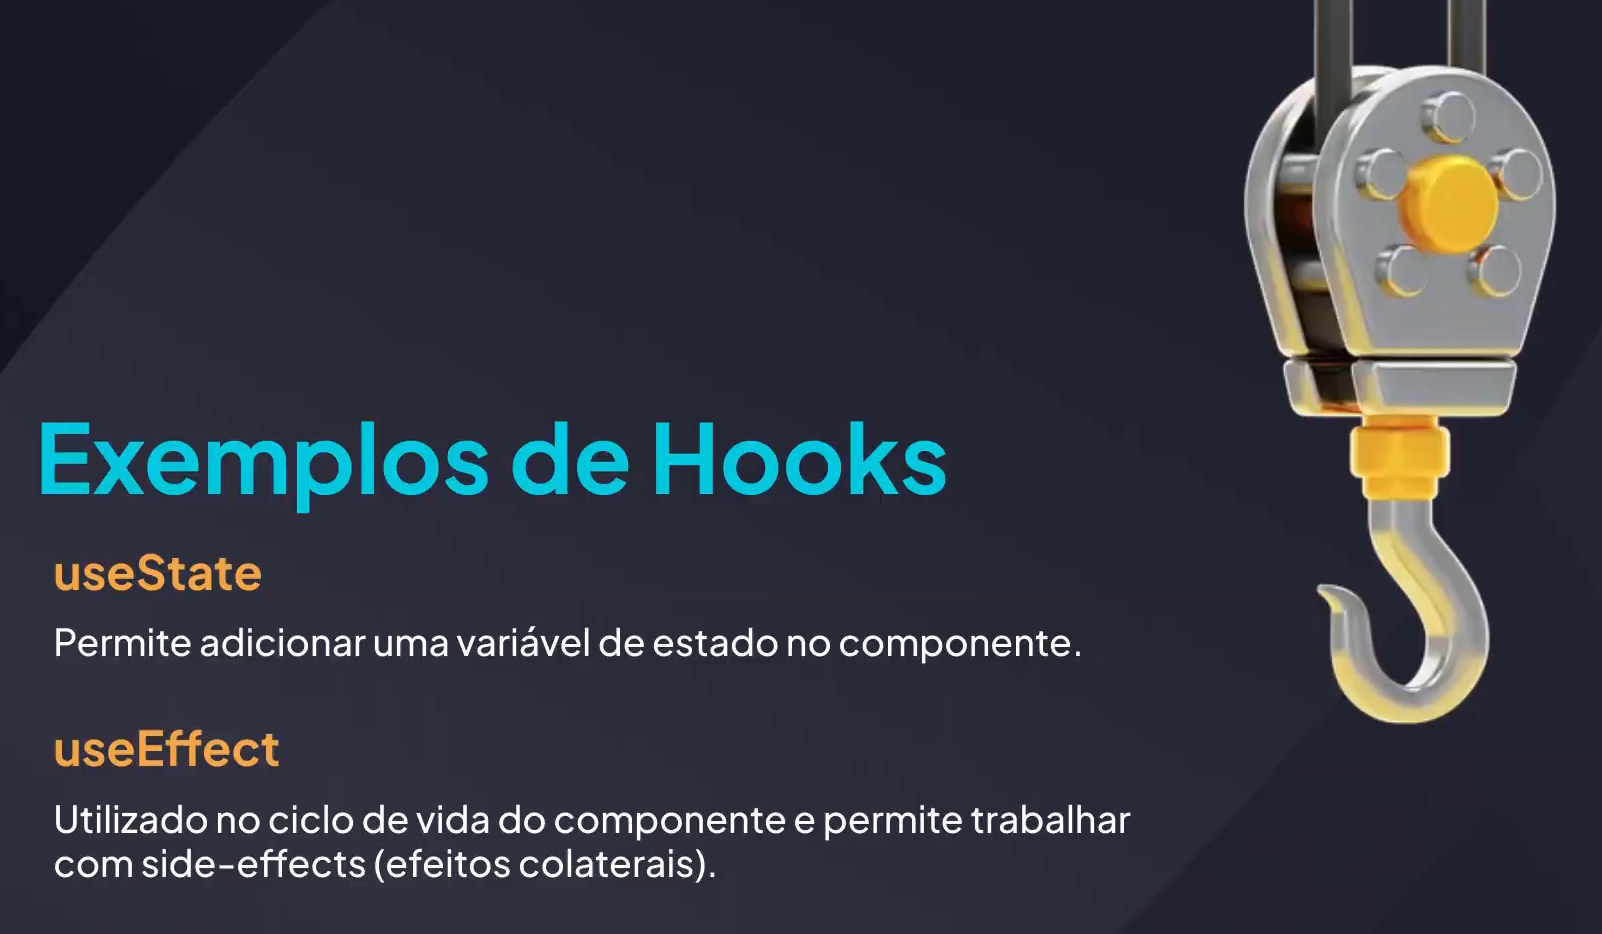 Exemplos de Hooks
useState
Permite adicionar uma variável de estado no componente.
useEffect
Utilizado no ciclo de vida do componente e permite trabalhar
com side-effects (efeitos colaterais).